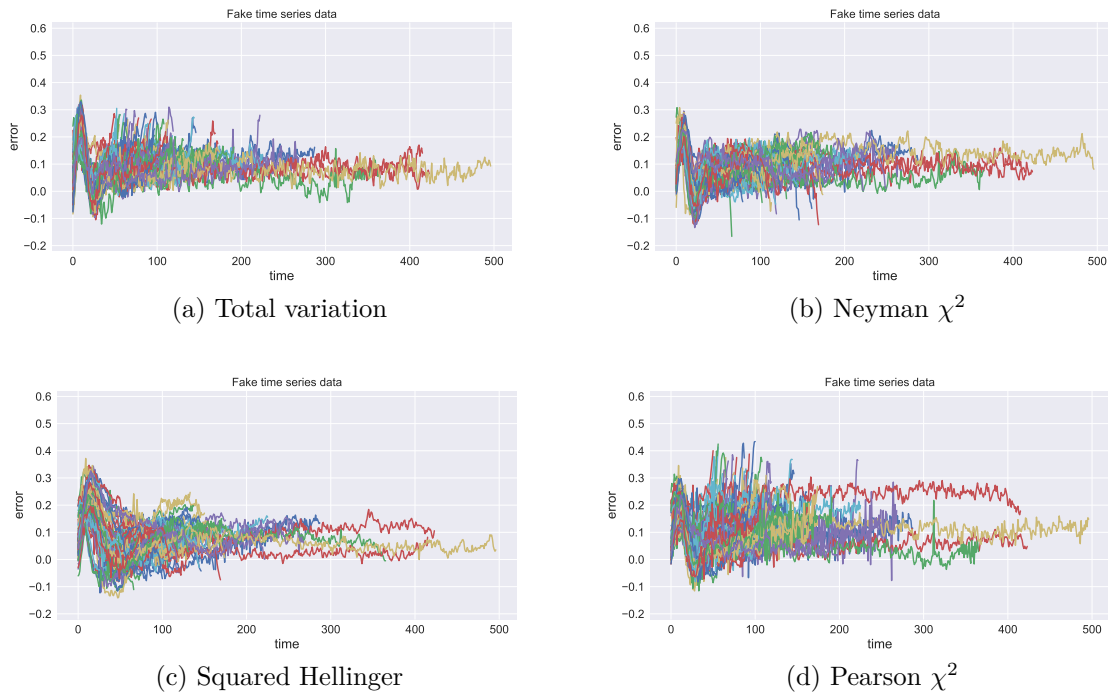 Fake time series data
0.6
0.5
0.4
0.3
0.2
0.1
0.0
−0.1
−0.2
error
0 100 200 300 400 500
time
(a) Total variation
Fake time series data
0.6
0.5
0.4
0.3
0.2
0.1
0.0
−0.1
−0.2
error
0 100 200 300 400 500
time
(b) Neyman χ²
Fake time series data
0.6
0.5
0.4
0.3
0.2
0.1
0.0
−0.1
−0.2
error
0 100 200 300 400 500
time
(c) Squared Hellinger
Fake time series data
0.6
0.5
0.4
0.3
0.2
0.1
0.0
−0.1
−0.2
error
0 100 200 300 400 500
time
(d) Pearson χ²